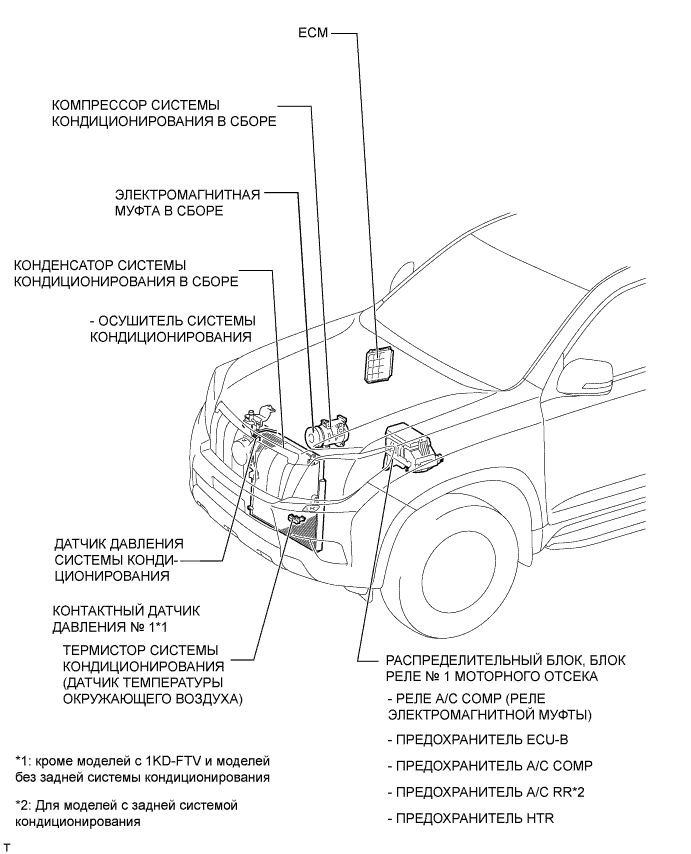 ECM
КОМПРЕССОР СИСТЕМЫ
КОНДИЦИОНИРОВАНИЯ В СБОРЕ
ЭЛЕКТРОМАГНИТНАЯ
МУФТА В СБОРЕ
КОНДЕНСАТОР СИСТЕМЫ
КОНДИЦИОНИРОВАНИЯ В СБОРЕ
- ОСУШИТЕЛЬ СИСТЕМЫ
КОНДИЦИОНИРОВАНИЯ
ДАТЧИК ДАВЛЕНИЯ
СИСТЕМЫ КОНДИ-
ЦИОНИРОВАНИЯ
КОНТАКТНЫЙ ДАТЧИК
ДАВЛЕНИЯ № 1*1
ТЕРМИСТОР СИСТЕМЫ
КОНДИЦИОНИРОВАНИЯ
(ДАТЧИК ТЕМПЕРАТУРЫ
ОКРУЖАЮЩЕГО ВОЗДУХА)
РАСПРЕДЕЛИТЕЛЬНЫЙ БЛОК, БЛОК
РЕЛЕ № 1 МОТОРНОГО ОТСЕКА
- РЕЛЕ A/C COMP (РЕЛЕ
ЭЛЕКТРОМАГНИТНОЙ МУФТЫ)
- ПРЕДОХРАНИТЕЛЬ ECU-B
- ПРЕДОХРАНИТЕЛЬ A/C COMP
- ПРЕДОХРАНИТЕЛЬ A/C RR*2
- ПРЕДОХРАНИТЕЛЬ HTR
*1: кроме моделей с 1KD-FTV и моделей
без задней системы кондиционирования
*2: Для моделей с задней системой
кондиционирования
T